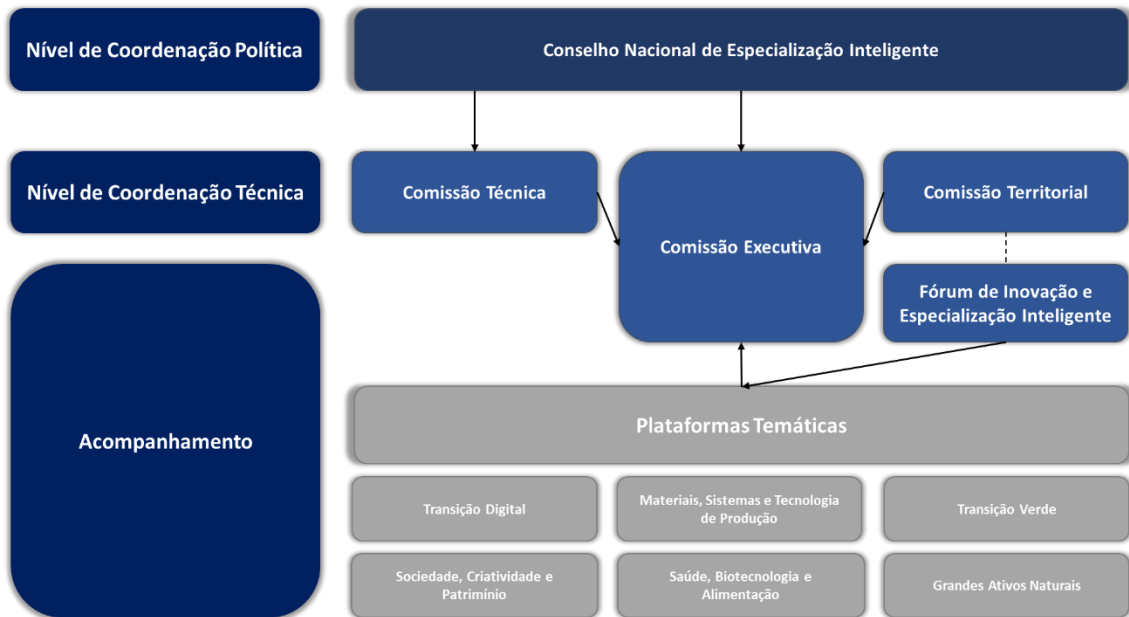 Nível de Coordenação Política
Conselho Nacional de Especialização Inteligente
Nível de Coordenação Técnica
Comissão Técnica
Comissão Executiva
Comissão Territorial
Fórum de Inovação e
Especialização Inteligente
Acompanhamento
Plataformas Temáticas
Transição Digital
Materiais, Sistemas e Tecnologia
de Produção
Transição Verde
Sociedade, Criatividade e
Património
Saúde, Biotecnologia e
Alimentação
Grandes Ativos Naturais